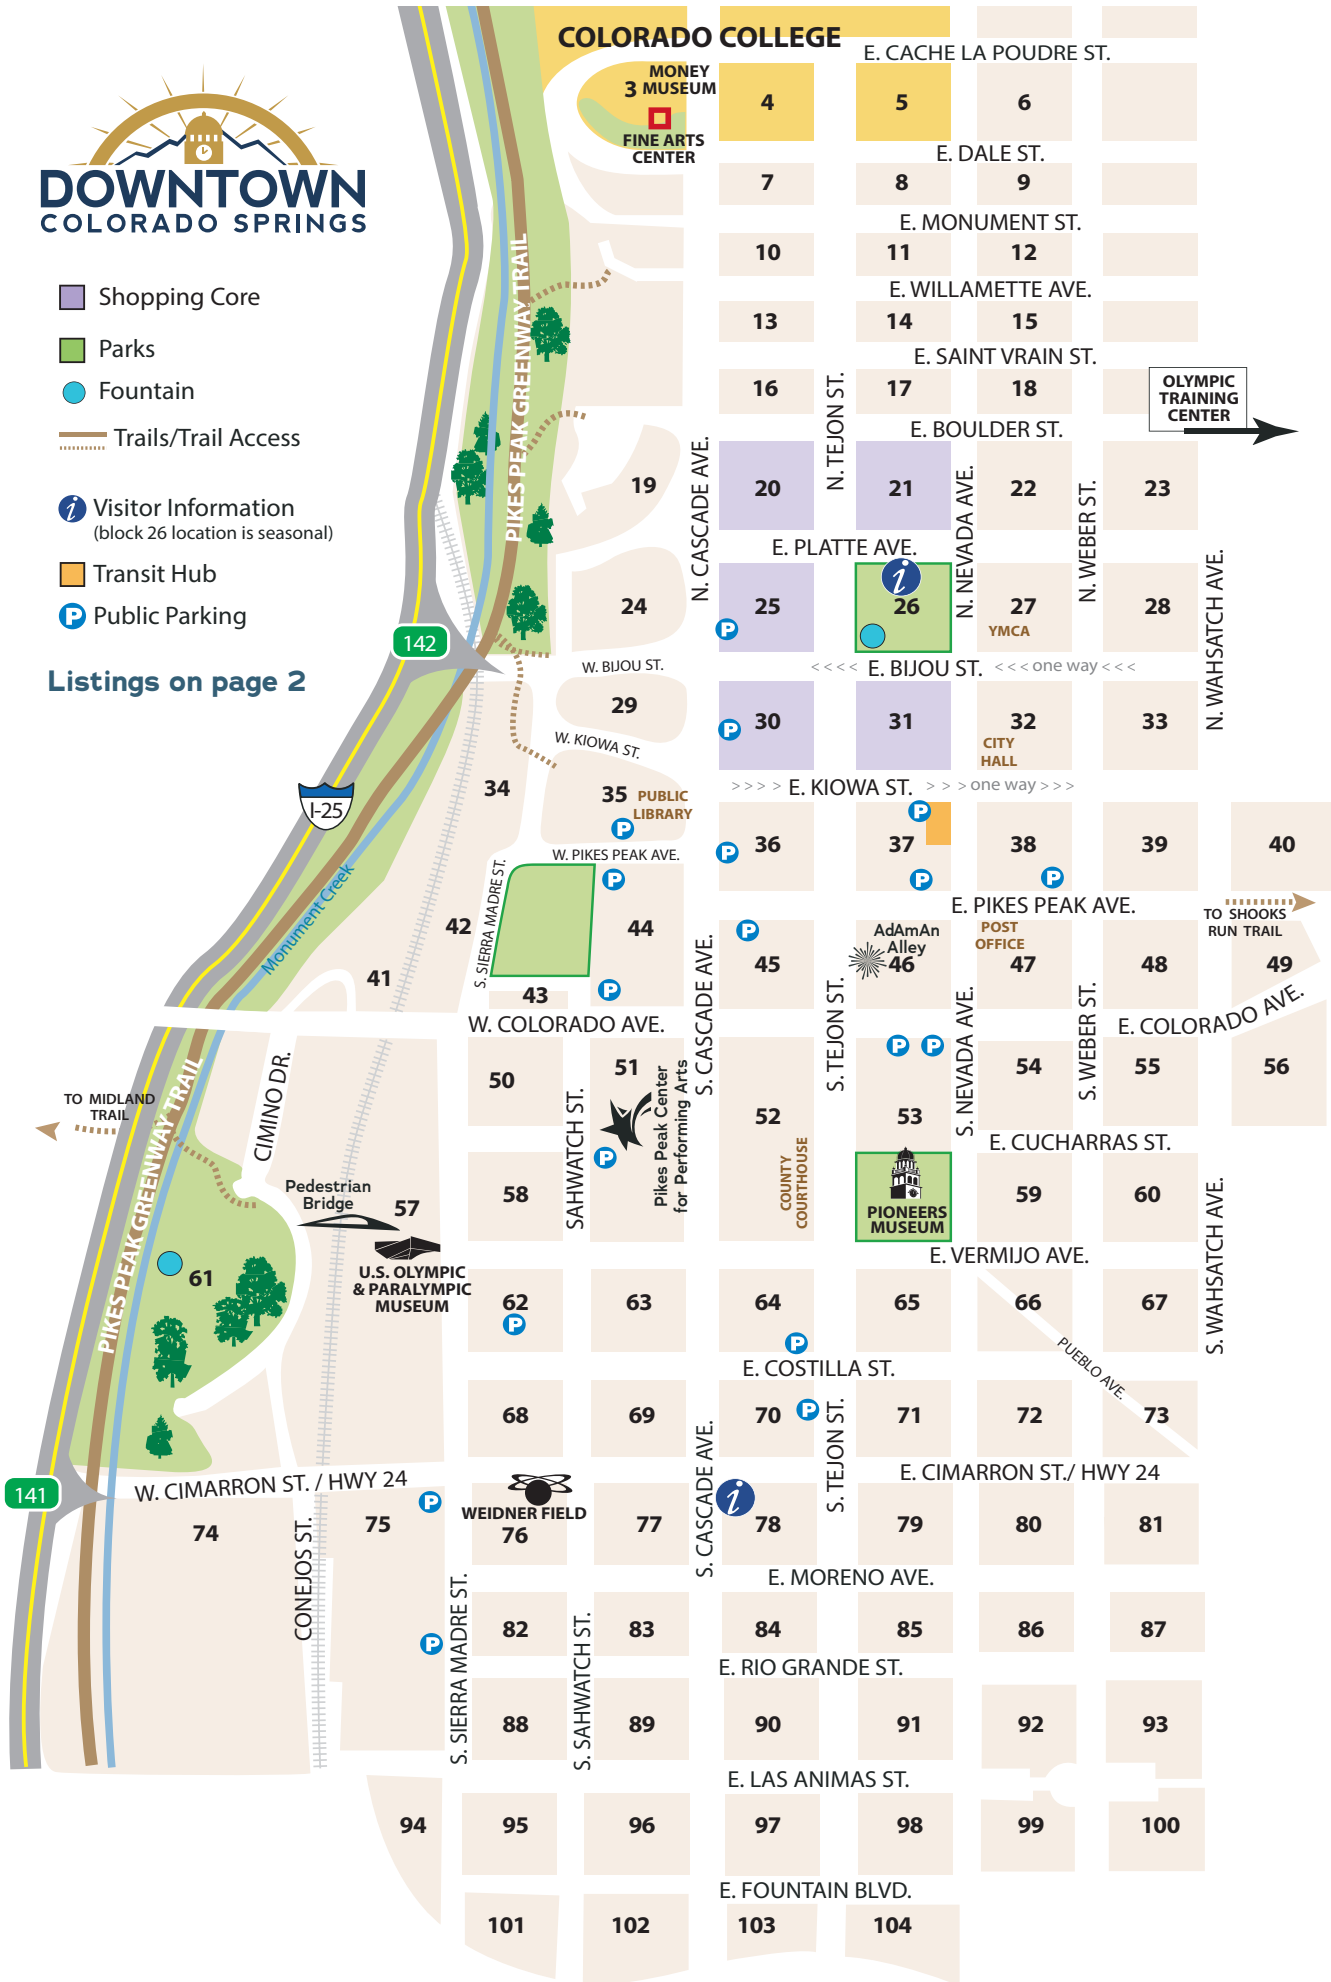 DOWNTOWN
COLORADO SPRINGS
Shopping Core
Parks
Fountain
Trails/Trail Access
i Visitor Information
(block 26 location is seasonal)
Transit Hub
P Public Parking
Listings on page 2
COLORADO COLLEGE
E. CACHE LA POUDRE ST.
MONEY
3 MUSEUM
FINE ARTS
CENTER
4
5
6
E. DALE ST.
7
8
9
E. MONUMENT ST.
10
11
12
E. WILLAMETTE AVE.
13
14
15
E. SAINT VRAIN ST.
16
17
18
OLYMPIC
TRAINING
CENTER
E. BOULDER ST.
PIKES PEAK GREENWAY TRAIL
PIKES PEAK GREENWAY TRAIL
N. CASCADE AVE.
N. TEJON ST.
N. NEVADA AVE.
N. WEBER ST.
N. WAHSATCH AVE.
19
20
21
22
23
E. PLATTE AVE.
24
25
P
i
26
27
YMCA
28
142
W. BIJOU ST.
<<<< E. BIJOU ST. <<< one way <<<
29
P 30
31
32
CITY
HALL
33
W. KIOWA ST.
>>>> E. KIOWA ST. >>> one way >>>
I-25
34
35 PUBLIC
LIBRARY
P
P
36
P
37
P
38
P
39
40
W. PIKES PEAK AVE.
E. PIKES PEAK AVE.
TO SHOOKS
RUN TRAIL
Monument Creek
S. SIERRA MADRE ST.
41
42
43
P
44
P
P
45
AdAmAn
Alley
46
POST
OFFICE
47
48
49
W. COLORADO AVE.
E. COLORADO AVE.
S. CASCADE AVE.
S. TEJON ST.
S. NEVADA AVE.
S. WEBER ST.
TO MIDLAND
TRAIL
CIMINO DR.
PIKES PEAK GREENWAY TRAIL
50
51
Pikes Peak Center
for Performing Arts
P
SAHWATCH ST.
52
COUNTY
COURTHOUSE
P P
53
54
55
56
E. CUCHARRAS ST.
Pedestrian
Bridge
57
58
PIONEERS
MUSEUM
59
60
S. WAHSATCH AVE.
E. VERMIJO AVE.
U.S. OLYMPIC
& PARALYMPIC
MUSEUM
61
62
P
63
64
P
65
66
67
PUEBLO AVE.
E. COSTILLA ST.
68
69
70 P
71
72
73
S. CASCADE AVE.
S. TEJON ST.
141
W. CIMARRON ST. / HWY 24
E. CIMARRON ST./ HWY 24
74
75
P
WEIDNER FIELD
76
77
i
78
79
80
81
CONEJOS ST.
E. MORENO AVE.
P
S. SIERRA MADRE ST.
S. SAHWATCH ST.
82
83
84
85
86
87
E. RIO GRANDE ST.
88
89
90
91
92
93
E. LAS ANIMAS ST.
94
95
96
97
98
99
100
E. FOUNTAIN BLVD.
101
102
103
104